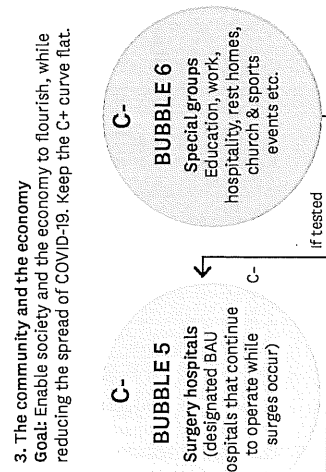 3. The community and the economy
Goal: Enable society and the economy to flourish, while
reducing the spread of COVID-19. Keep the C+ curve flat.
C-
BUBBLE 5
Surgery hospitals
(designated BAU
ospitals that continue
to operate while
surges occur)
C-
C-
BUBBLE 6
Special groups
Education, work,
hospitality, rest homes,
church & sports
events etc.
If tested